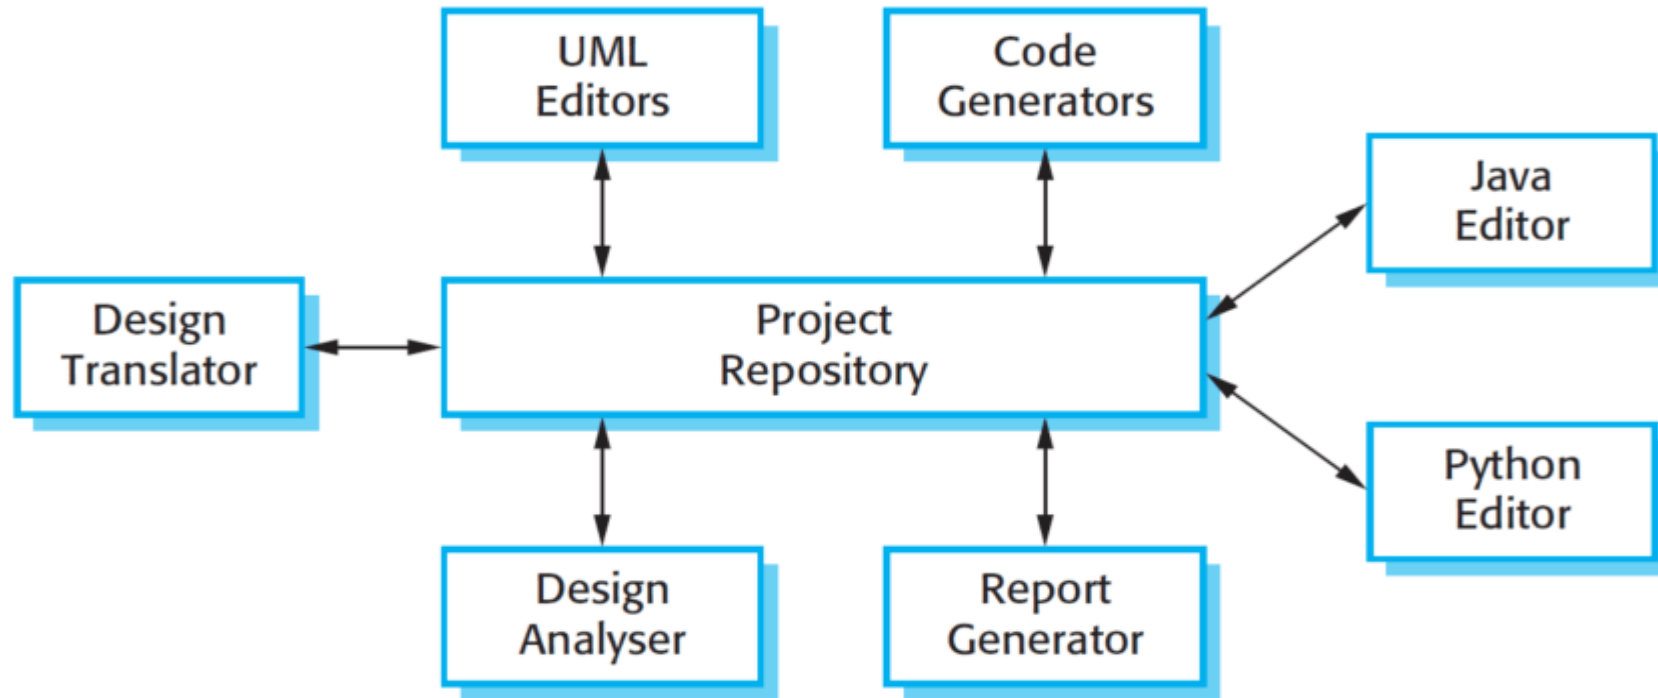 UML
Editors
Code
Generators
Java
Editor
Design
Translator
Project
Repository
Python
Editor
Design
Analyser
Report
Generator